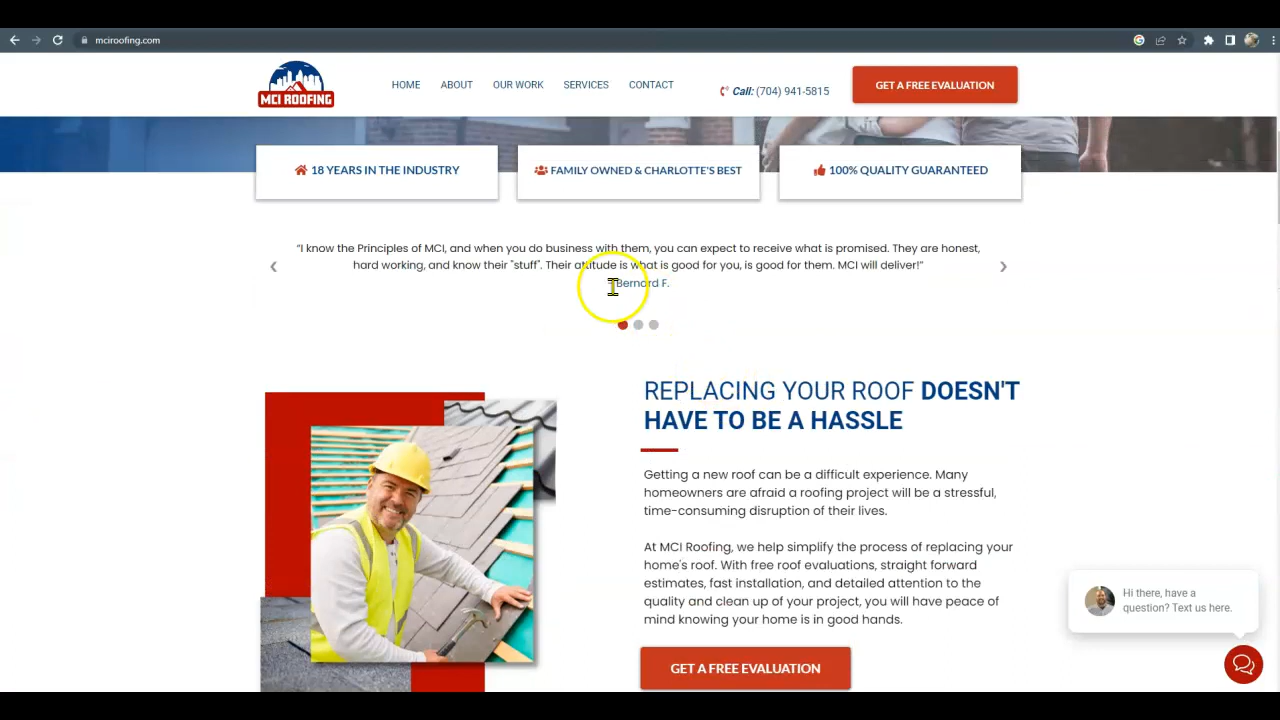 mciroofing.com
MCI ROOFING
HOME ABOUT OUR WORK SERVICES CONTACT
Call: (704) 941-5815
GET A FREE EVALUATION
18 YEARS IN THE INDUSTRY
FAMILY OWNED & CHARLOTTE'S BEST
100% QUALITY GUARANTEED
“I know the Principles of MCI, and when you do business with them, you can expect to receive what is promised. They are honest,
hard working, and know their "stuff". Their attitude is what is good for you, is good for them. MCI will deliver!”
Bernard F.
REPLACING YOUR ROOF DOESN'T
HAVE TO BE A HASSLE
Getting a new roof can be a difficult experience. Many
homeowners are afraid a roofing project will be a stressful,
time-consuming disruption of their lives.
At MCI Roofing, we help simplify the process of replacing your
home's roof. With free roof evaluations, straight forward
estimates, fast installation, and detailed attention to the
quality and clean up of your project, you will have peace of
mind knowing your home is in good hands.
GET A FREE EVALUATION
Hi there, have a
question? Text us here.